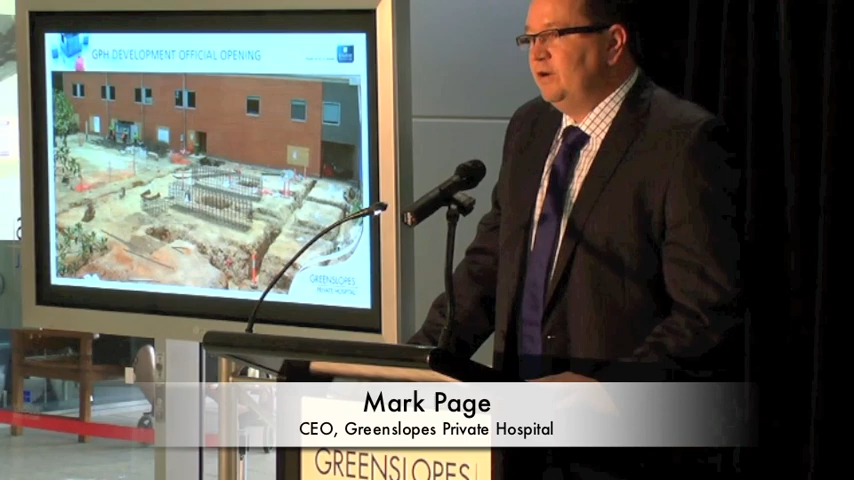 GPH DEVELOPMENT OFFICIAL OPENING
GREENSLOPES
PRIVATE HOSPITAL
Mark Page
CEO, Greenslopes Private Hospital
GREENSLOPES